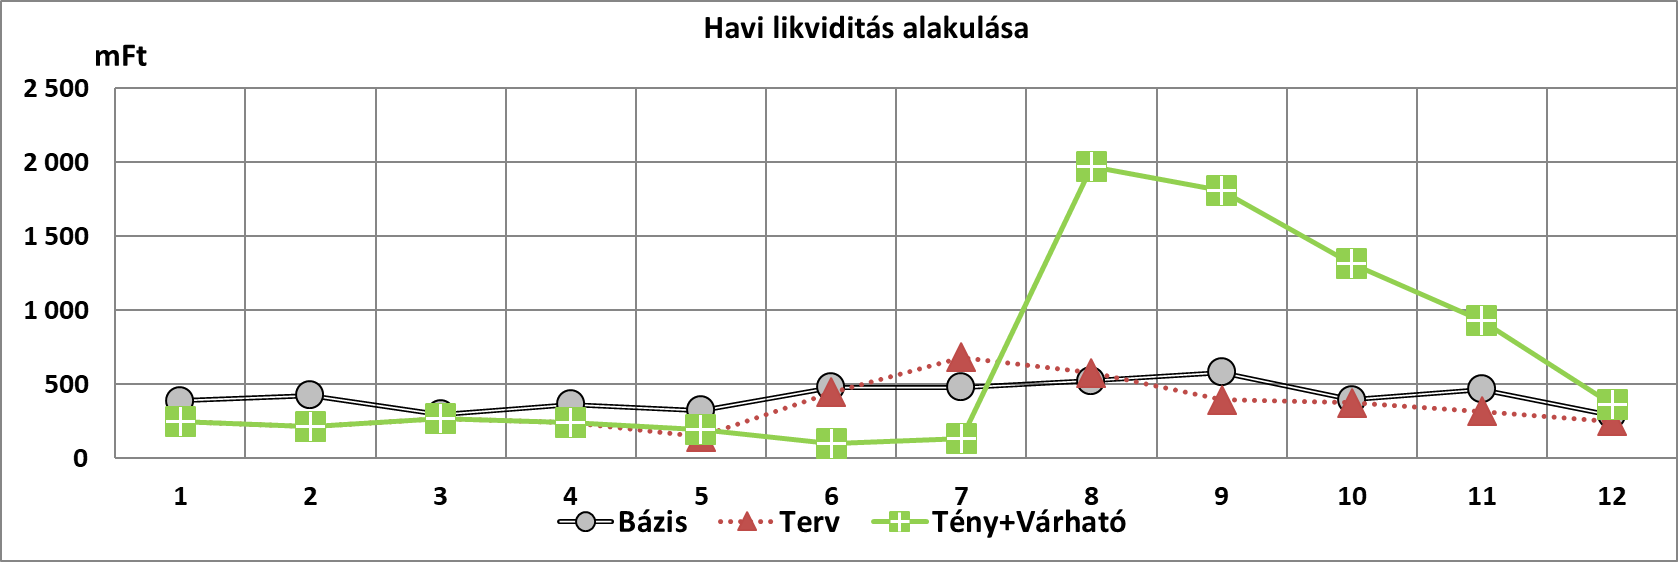 Havi likviditás alakulása
mFt
2 500
2 000
1 500
1 000
500
0
1 2 3 4 5 6 7 8 9 10 11 12
Bázis Terv Tény+Várható